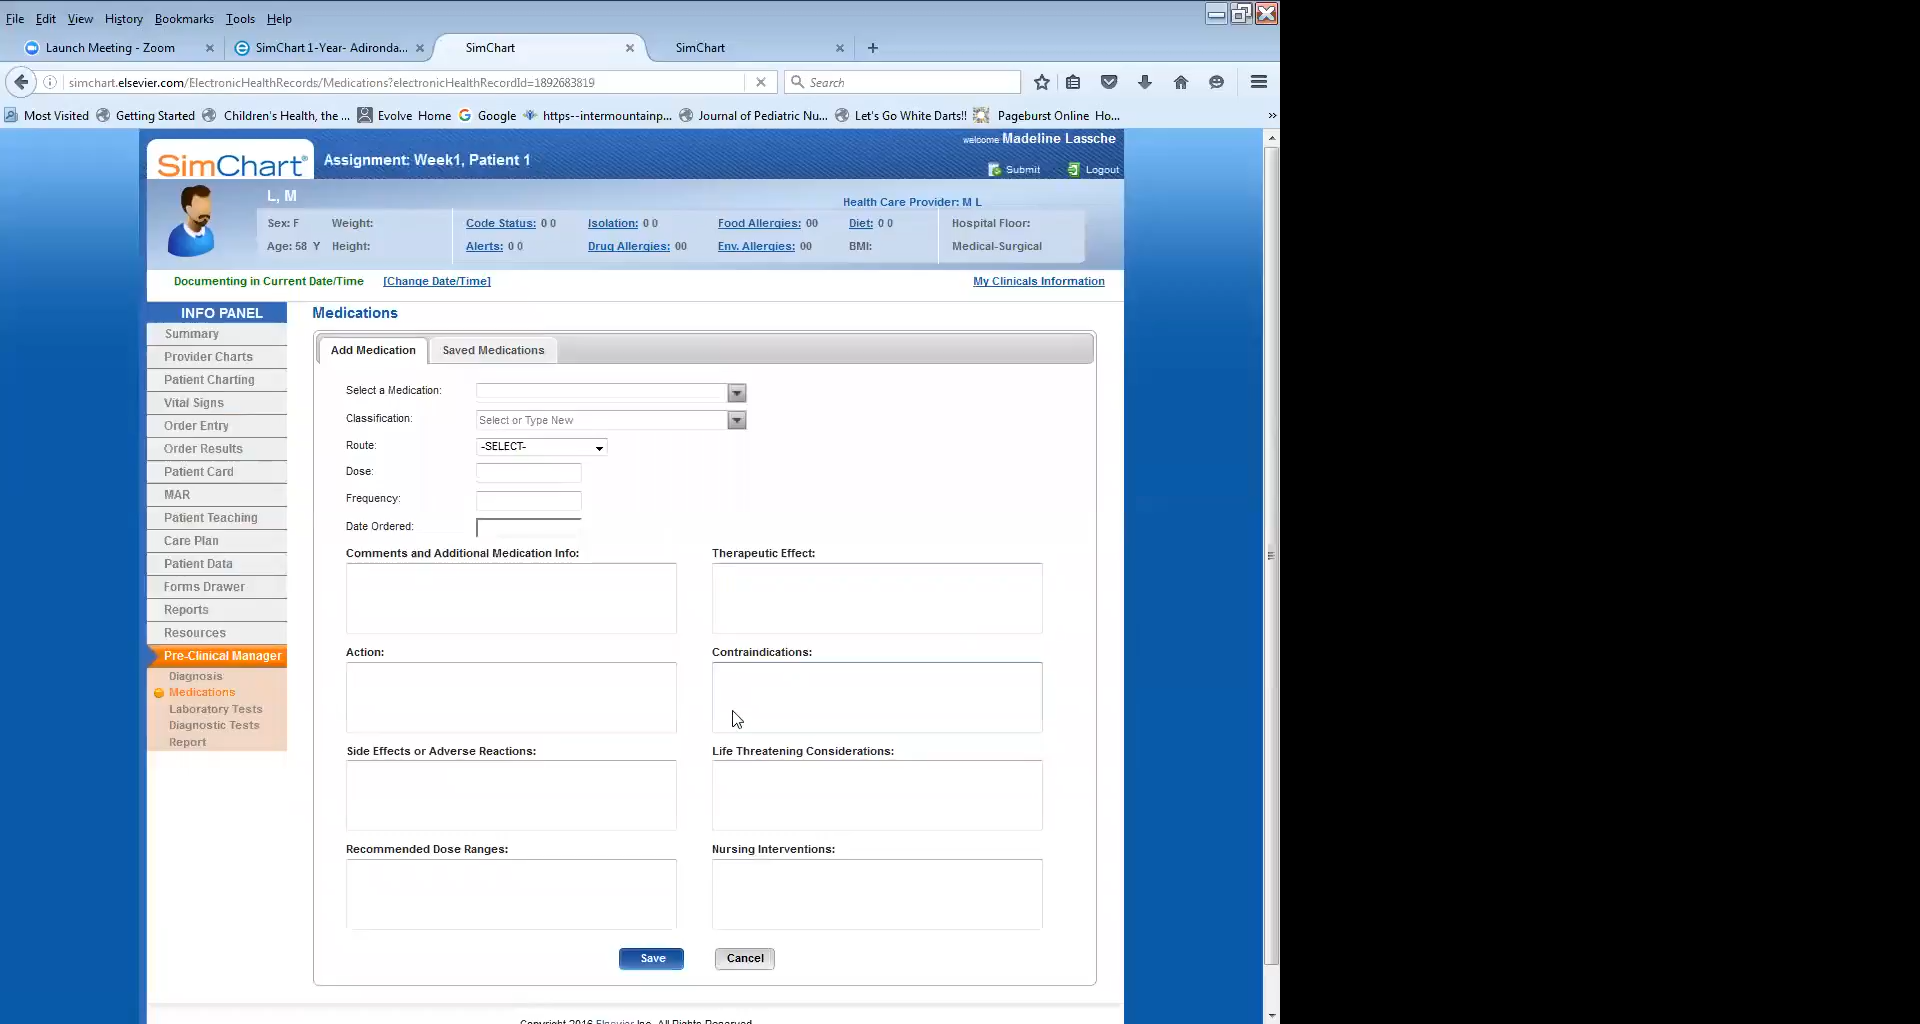 File Edit View History Bookmarks Tools Help
Launch Meeting - Zoom SimChart 1-Year- Adironda... SimChart SimChart
simchart.elsevier.com/ElectronicHealthRecords/Medications?electronicHealthRecordId=1892683819 Search
Most Visited Getting Started Children's Health, the ... Evolve Home Google https--intermountainp... Journal of Pediatric Nu... Let's Go White Darts!! Pageburst Online Ho... »
welcome Madeline Lassche
SimChart® Assignment: Week1, Patient 1
Submit Logout
L, M
Health Care Provider: M L
Sex: F Weight: Code Status: 0 0 Isolation: 0 0 Food Allergies: 00 Diet: 0 0 Hospital Floor:
Age: 58 Y Height: Alerts: 0 0 Drug Allergies: 00 Env. Allergies: 00 BMI: Medical-Surgical
Documenting in Current Date/Time [Change Date/Time] My Clinicals Information
INFO PANEL
Summary
Provider Charts
Patient Charting
Vital Signs
Order Entry
Order Results
Patient Card
MAR
Patient Teaching
Care Plan
Patient Data
Forms Drawer
Reports
Resources
Pre-Clinical Manager
Diagnosis
Medications
Laboratory Tests
Diagnostic Tests
Report
Medications
Add Medication Saved Medications
Select a Medication:
Classification: Select or Type New
Route: -SELECT-
Dose:
Frequency:
Date Ordered:
Comments and Additional Medication Info: Therapeutic Effect:
Action: Contraindications:
Side Effects or Adverse Reactions: Life Threatening Considerations:
Recommended Dose Ranges: Nursing Interventions:
Save Cancel
Copyright 2016 Elsevier Inc. All Rights Reserved.